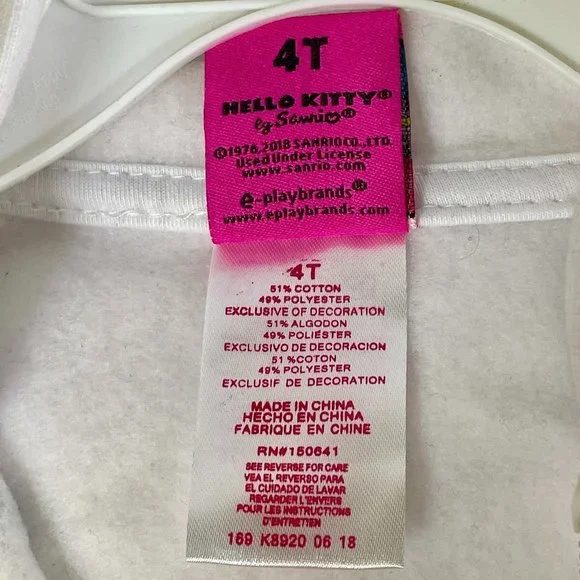 4T
HELLO KITTY®
by Sanrio®
©1976, 2018 SANRIO CO., LTD.
Used Under License
www.sanrio.com
e-playbrands®
www.eplaybrands.com
4T
51% COTTON
49% POLYESTER
EXCLUSIVE OF DECORATION
51% ALGODON
49% POLIÉSTER
EXCLUSIVO DE DECORACION
51 %COTON
49% POLYESTER
EXCLUSIF DE DECORATION
MADE IN CHINA
HECHO EN CHINA
FABRIQUE EN CHINE
RN#150641
SEE REVERSE FOR CARE
VEA EL REVERSO PARA
EL CUIDADO DE LAVAR
REGARDER L'ENVERS
POUR LES INSTRUCTIONS
D'ENTRETIEN
169 K8920 06 18